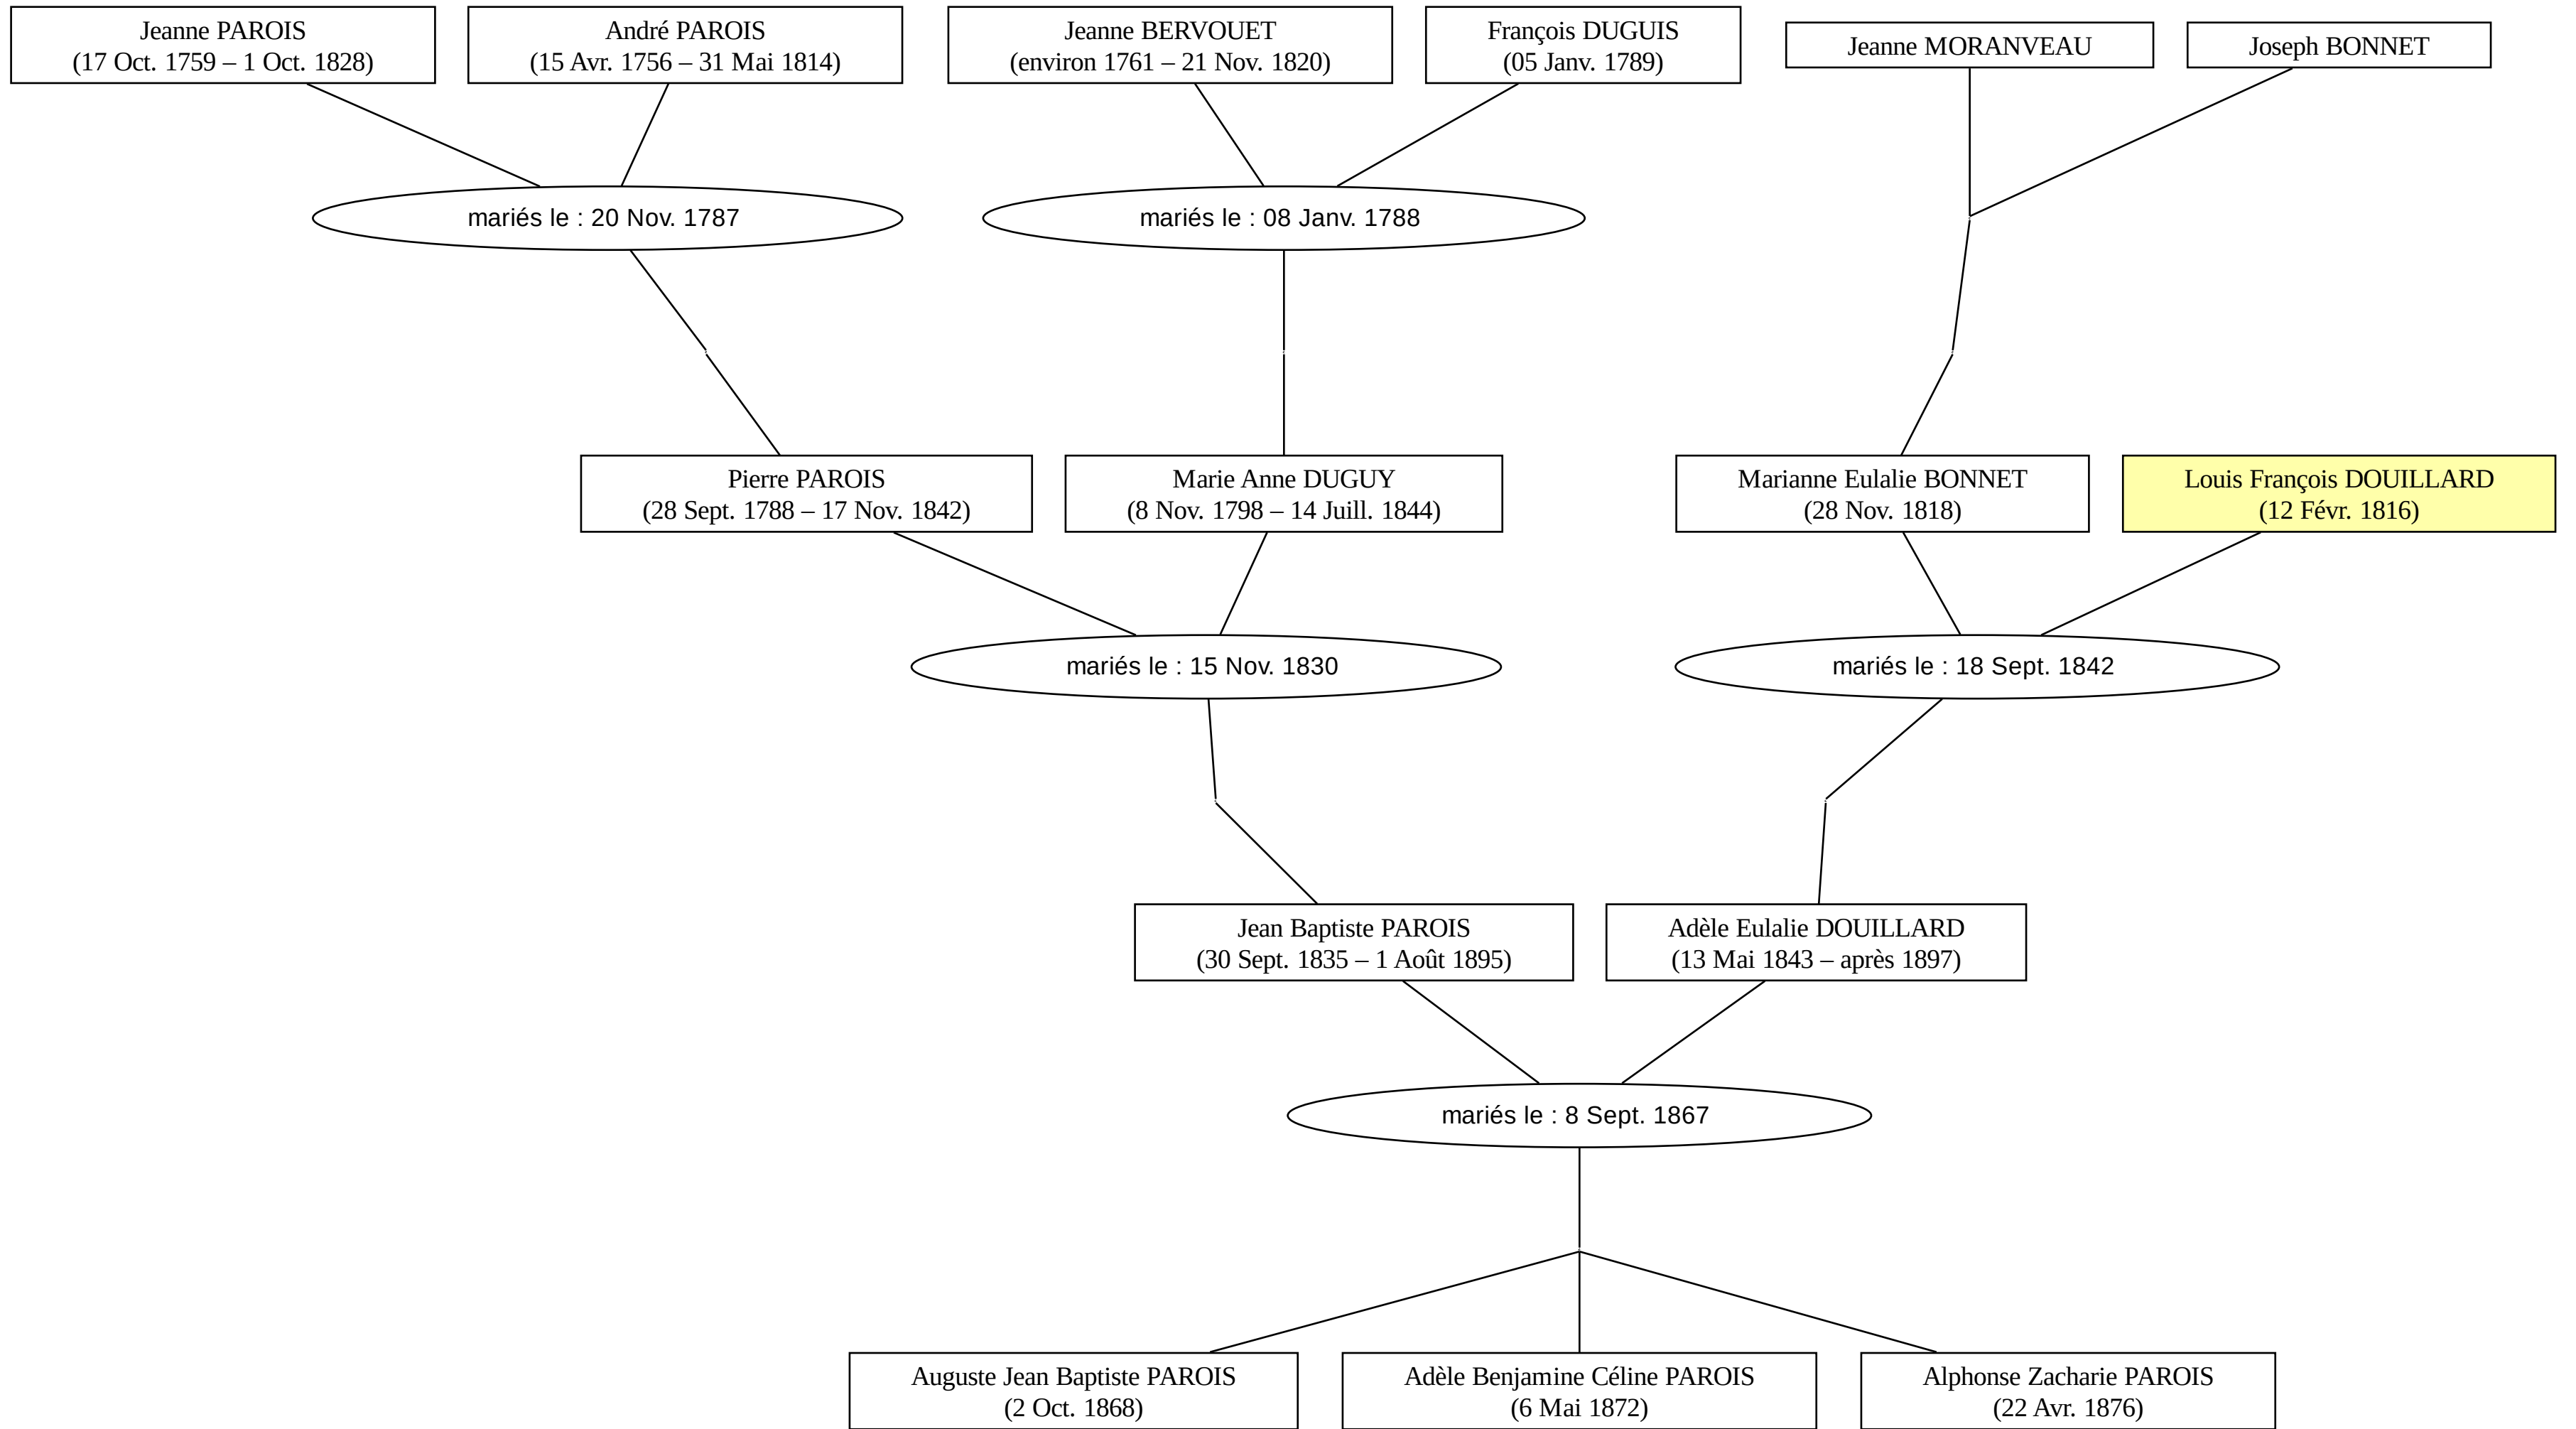 Jeanne PAROIS
(17 Oct. 1759 – 1 Oct. 1828)
André PAROIS
(15 Avr. 1756 – 31 Mai 1814)
Jeanne BERVOUET
(environ 1761 – 21 Nov. 1820)
François DUGUIS
(05 Janv. 1789)
Jeanne MORANVEAU
Joseph BONNET
mariés le : 20 Nov. 1787
mariés le : 08 Janv. 1788
Pierre PAROIS
(28 Sept. 1788 – 17 Nov. 1842)
Marie Anne DUGUY
(8 Nov. 1798 – 14 Juill. 1844)
Marianne Eulalie BONNET
(28 Nov. 1818)
Louis François DOUILLARD
(12 Févr. 1816)
mariés le : 15 Nov. 1830
mariés le : 18 Sept. 1842
Jean Baptiste PAROIS
(30 Sept. 1835 – 1 Août 1895)
Adèle Eulalie DOUILLARD
(13 Mai 1843 – après 1897)
mariés le : 8 Sept. 1867
Auguste Jean Baptiste PAROIS
(2 Oct. 1868)
Adèle Benjamine Céline PAROIS
(6 Mai 1872)
Alphonse Zacharie PAROIS
(22 Avr. 1876)